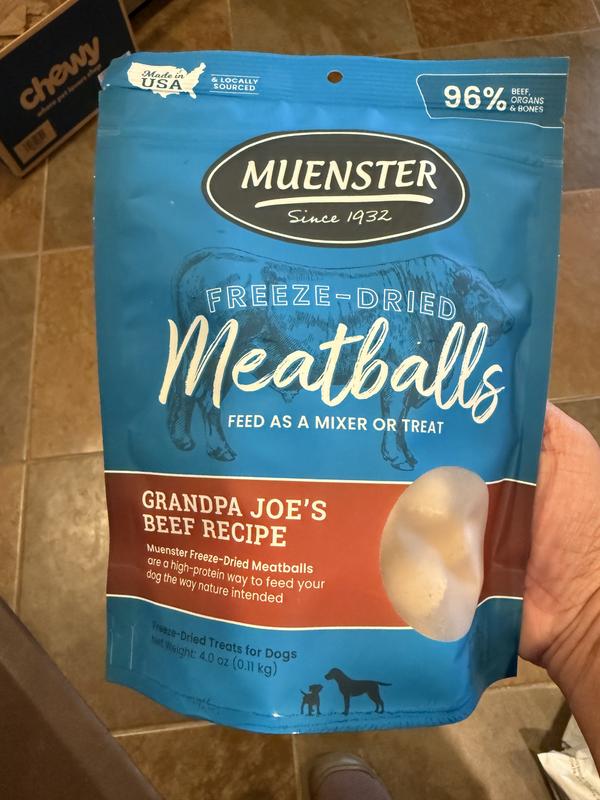 chewy
Made in
USA
& LOCALLY
SOURCED
96%
BEEF,
ORGANS
& BONES
MUENSTER
Since 1932
FREEZE-DRIED
Meatballs
FEED AS A MIXER OR TREAT
GRANDPA JOE'S
BEEF RECIPE
Muenster Freeze-Dried Meatballs
are a high-protein way to feed your
dog the way nature intended
Freeze-Dried Treats for Dogs
Net Weight: 4.0 oz (0.11 kg)